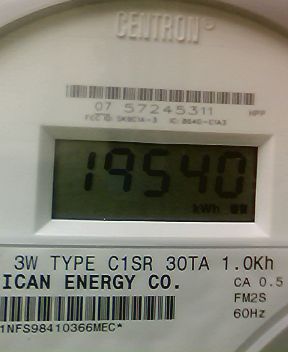 CENTRON®
07 57245311 HPP
FCC ID: SK9C1A-3 IC: 864G-C1A3
19540
kWh
3W TYPE C1SR 30TA 1.0Kh
ICAN ENERGY CO. CA 0.5
FM2S
1NFS98410366MEC* 60Hz